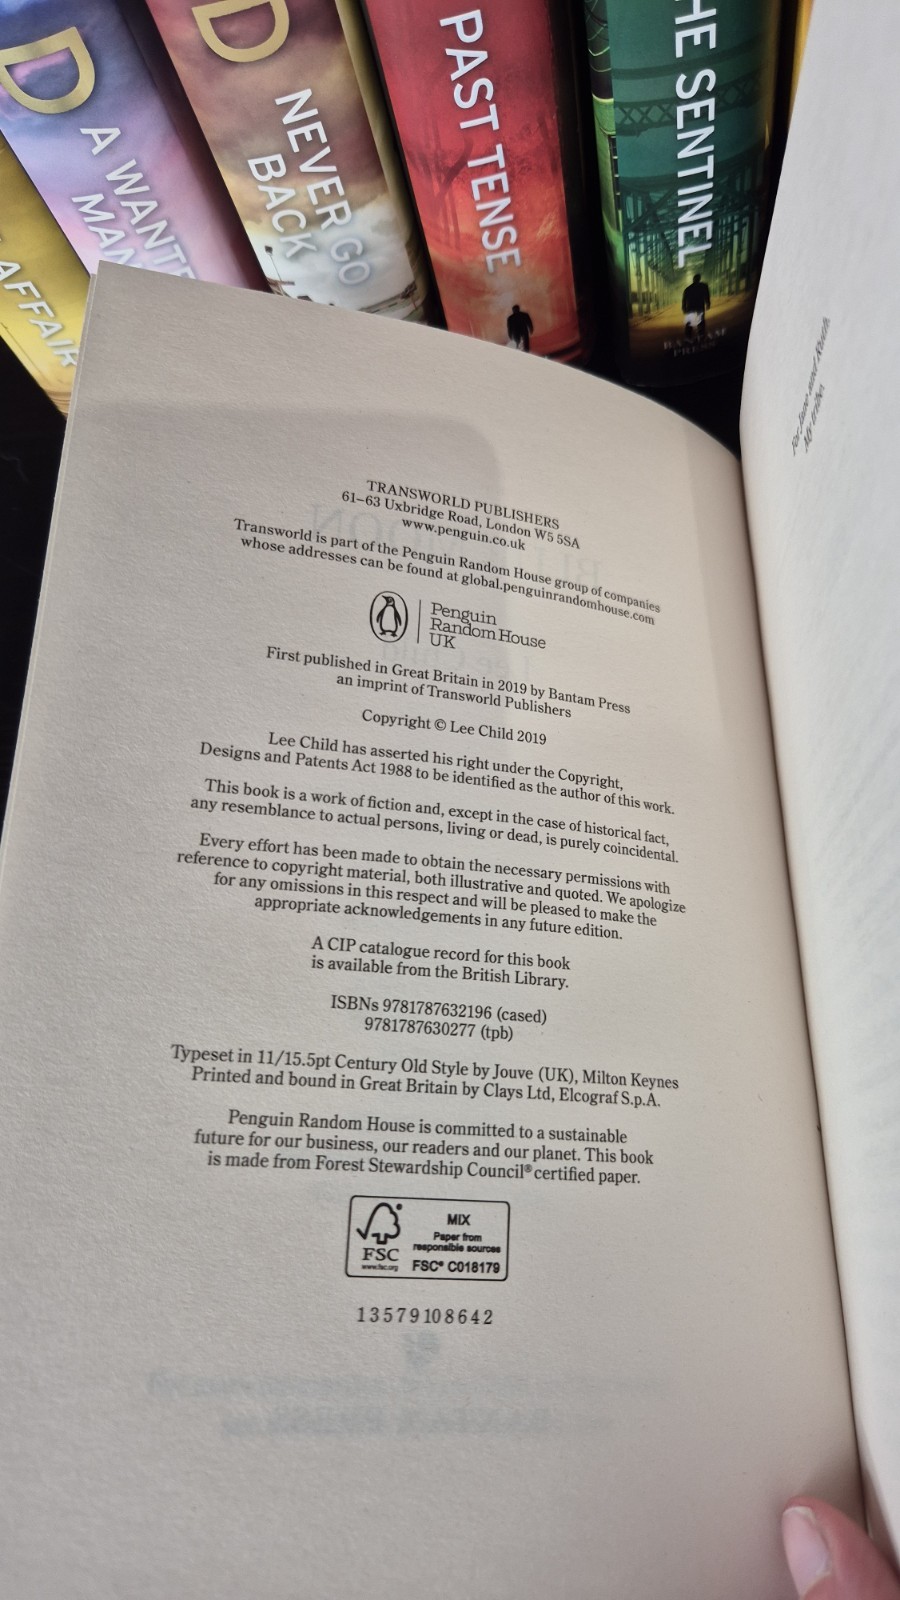 D
A WANTE
MAN
AFFAIR
D
NEVER GO
BACK
PAST TENSE
HE SENTINEL
BANTAM
PRESS
For Jane and Ruth
My tribe
TRANSWORLD PUBLISHERS
61–63 Uxbridge Road, London W5 5SA
www.penguin.co.uk
Transworld is part of the Penguin Random House group of companies
whose addresses can be found at global.penguinrandomhouse.com
Penguin
Random House
UK
First published in Great Britain in 2019 by Bantam Press
an imprint of Transworld Publishers
Copyright © Lee Child 2019
Lee Child has asserted his right under the Copyright,
Designs and Patents Act 1988 to be identified as the author of this work.
This book is a work of fiction and, except in the case of historical fact,
any resemblance to actual persons, living or dead, is purely coincidental.
Every effort has been made to obtain the necessary permissions with
reference to copyright material, both illustrative and quoted. We apologize
for any omissions in this respect and will be pleased to make the
appropriate acknowledgements in any future edition.
A CIP catalogue record for this book
is available from the British Library.
ISBNs 9781787632196 (cased)
9781787630277 (tpb)
Typeset in 11/15.5pt Century Old Style by Jouve (UK), Milton Keynes
Printed and bound in Great Britain by Clays Ltd, Elcograf S.p.A.
Penguin Random House is committed to a sustainable
future for our business, our readers and our planet. This book
is made from Forest Stewardship Council® certified paper.
FSC
www.fsc.org
MIX
Paper from
responsible sources
FSC® C018179
1 3 5 7 9 10 8 6 4 2